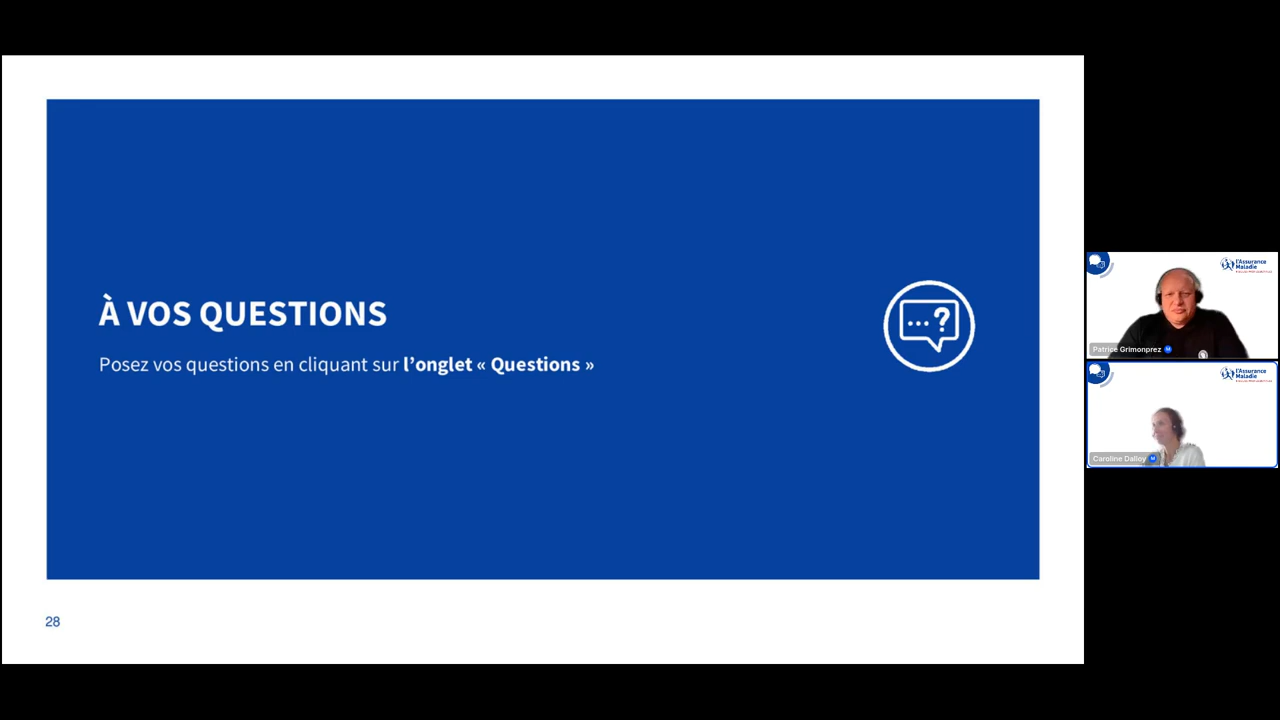 À VOS QUESTIONS
Posez vos questions en cliquant sur l’onglet « Questions »
28
l'Assurance
Maladie
Patrice Grimonprez
l'Assurance
Maladie
Caroline Dalloy